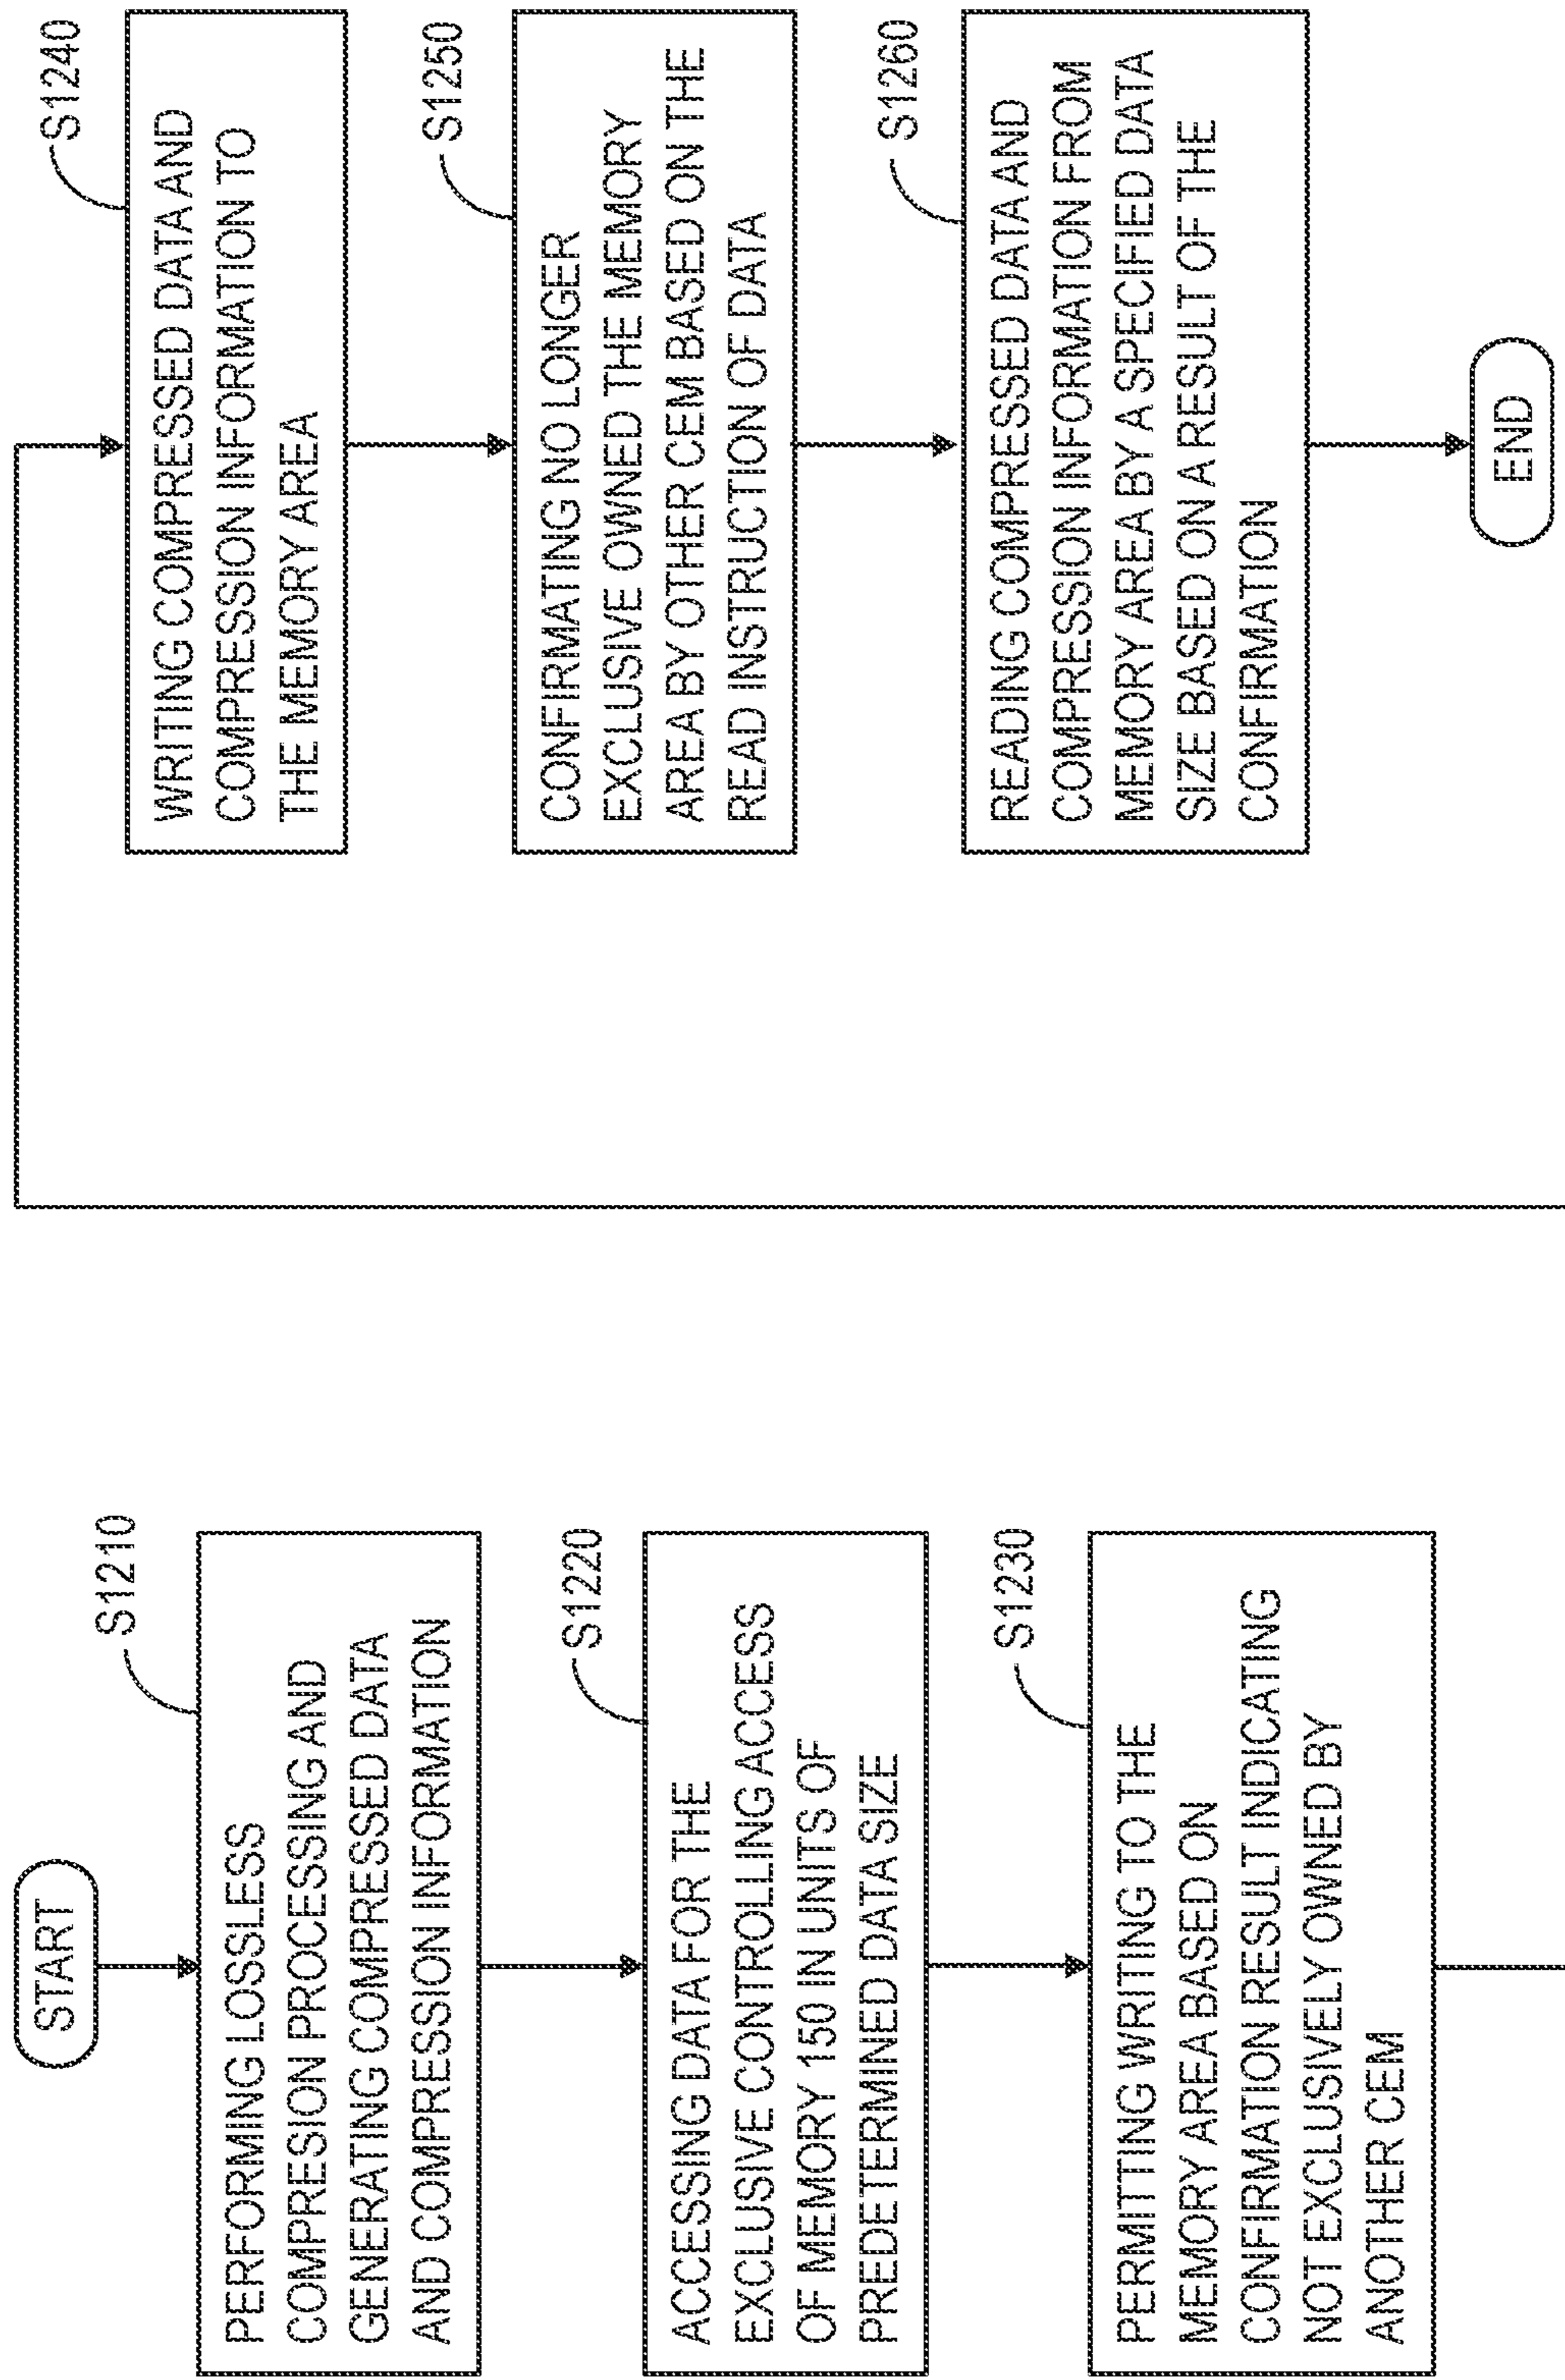 START
S1210
PERFORMING LOSSLESS
COMPRESION PROCESSING AND
GENERATING COMPRESSED DATA
AND COMPRESSION INFORMATION
S1220
ACCESSING DATA FOR THE
EXCLUSIVE CONTROLLING ACCESS
OF MEMORY 150 IN UNITS OF
PREDETERMINED DATA SIZE
S1230
PERMITTING WRITING TO THE
MEMORY AREA BASED ON
CONFIRMATION RESULT INDICATING
NOT EXCLUSIVELY OWNED BY
ANOTHER CEM
S1240
WRITING COMPRESSED DATA AND
COMPRESSION INFORMATION TO
THE MEMORY AREA
S1250
CONFIRMATING NO LONGER
EXCLUSIVE OWNED THE MEMORY
AREA BY OTHER CEM BASED ON THE
READ INSTRUCTION OF DATA
S1260
READING COMPRESSED DATA AND
COMPRESSION INFORMATION FROM
MEMORY AREA BY A SPECIFIED DATA
SIZE BASED ON A RESULT OF THE
CONFIRMATION
END